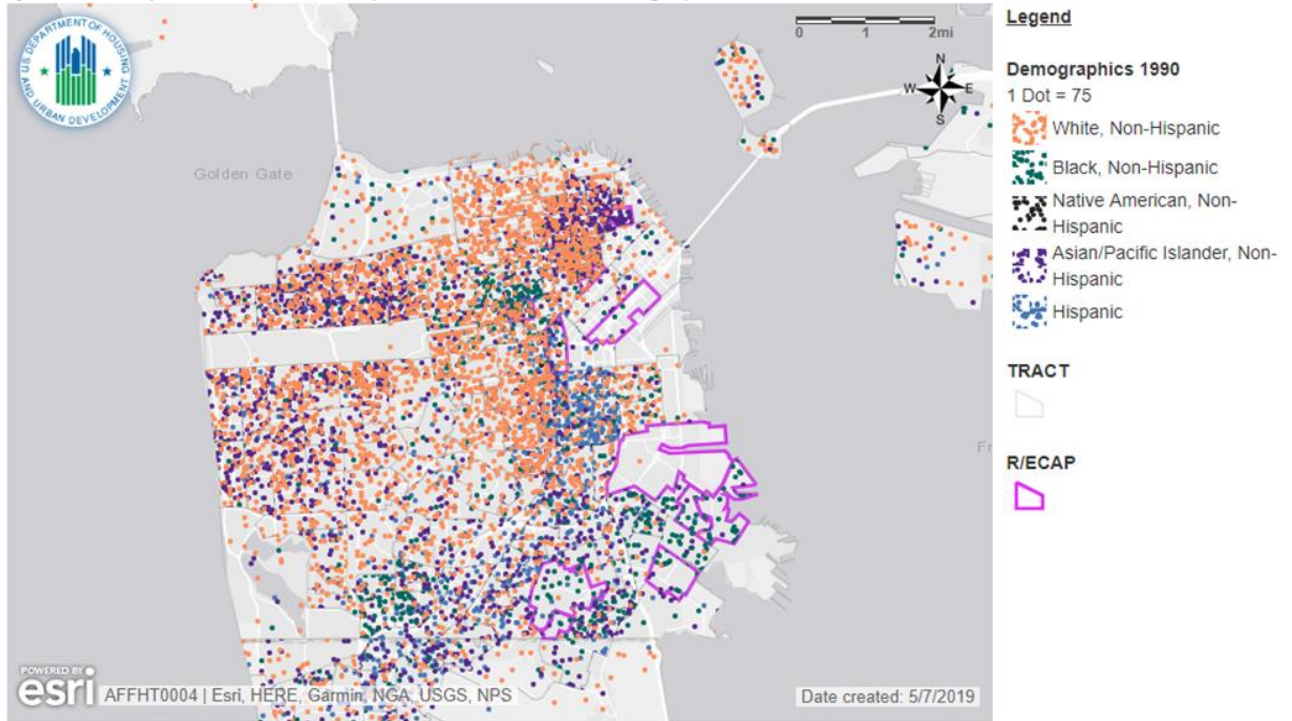 U.S. DEPARTMENT OF HOUSING
AND URBAN DEVELOPMENT
0 1 2mi
N
W E
S
Golden Gate
Fr
POWERED BY
esri
AFFHT0004 | Esri, HERE, Garmin, NGA, USGS, NPS
Date created: 5/7/2019
Legend
Demographics 1990
1 Dot = 75
White, Non-Hispanic
Black, Non-Hispanic
Native American, Non-
Hispanic
Asian/Pacific Islander, Non-
Hispanic
Hispanic
TRACT
R/ECAP